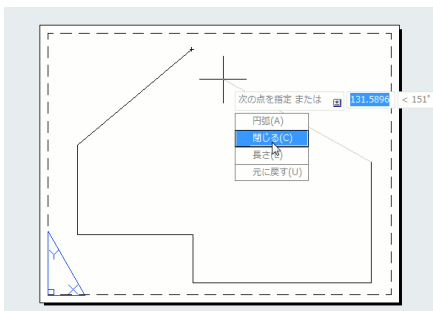 次の点を指定 または 131.5896 < 151°
円弧(A)
閉じる(C)
長さ(L)
元に戻す(U)
Y
X